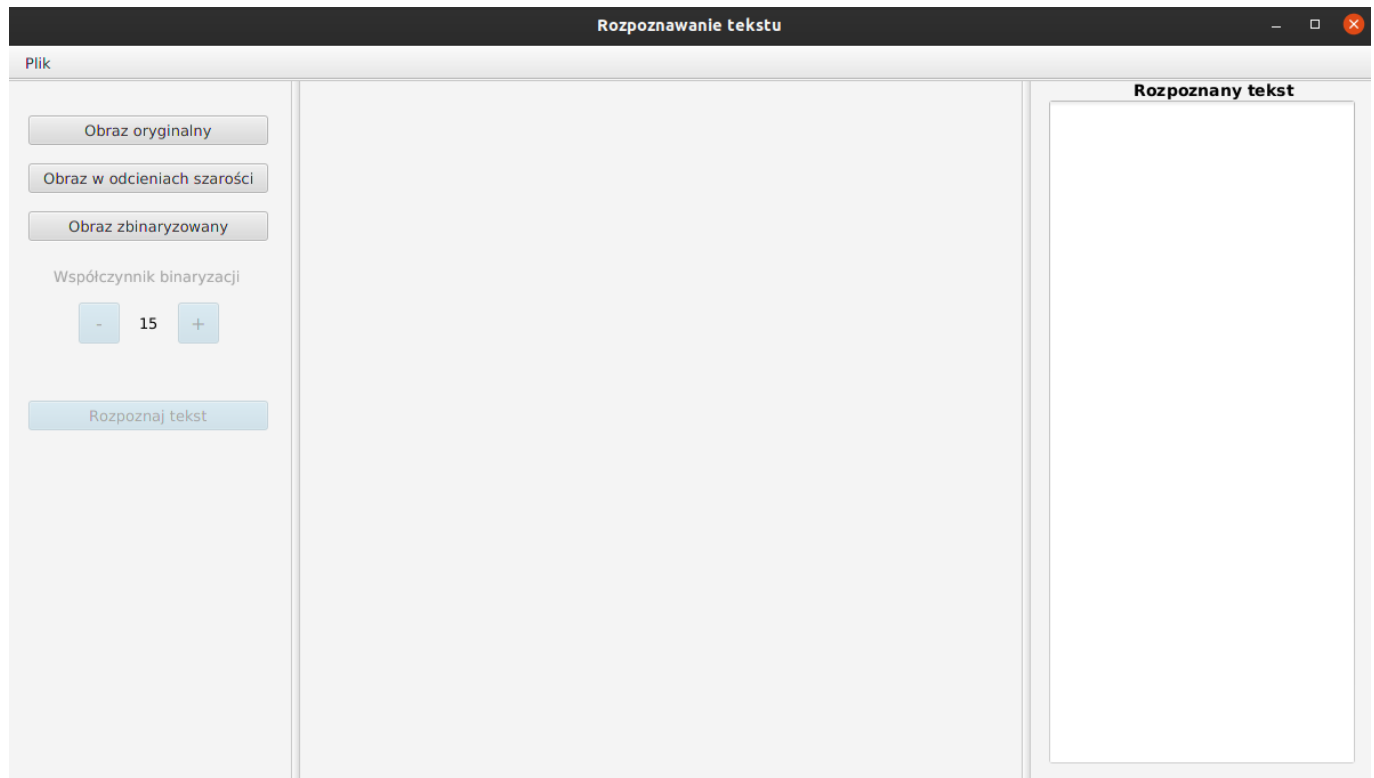 Rozpoznawanie tekstu
Plik
Obraz oryginalny
Obraz w odcieniach szarości
Obraz zbinaryzowany
Współczynnik binaryzacji
- 15 +
Rozpoznaj tekst
Rozpoznany tekst